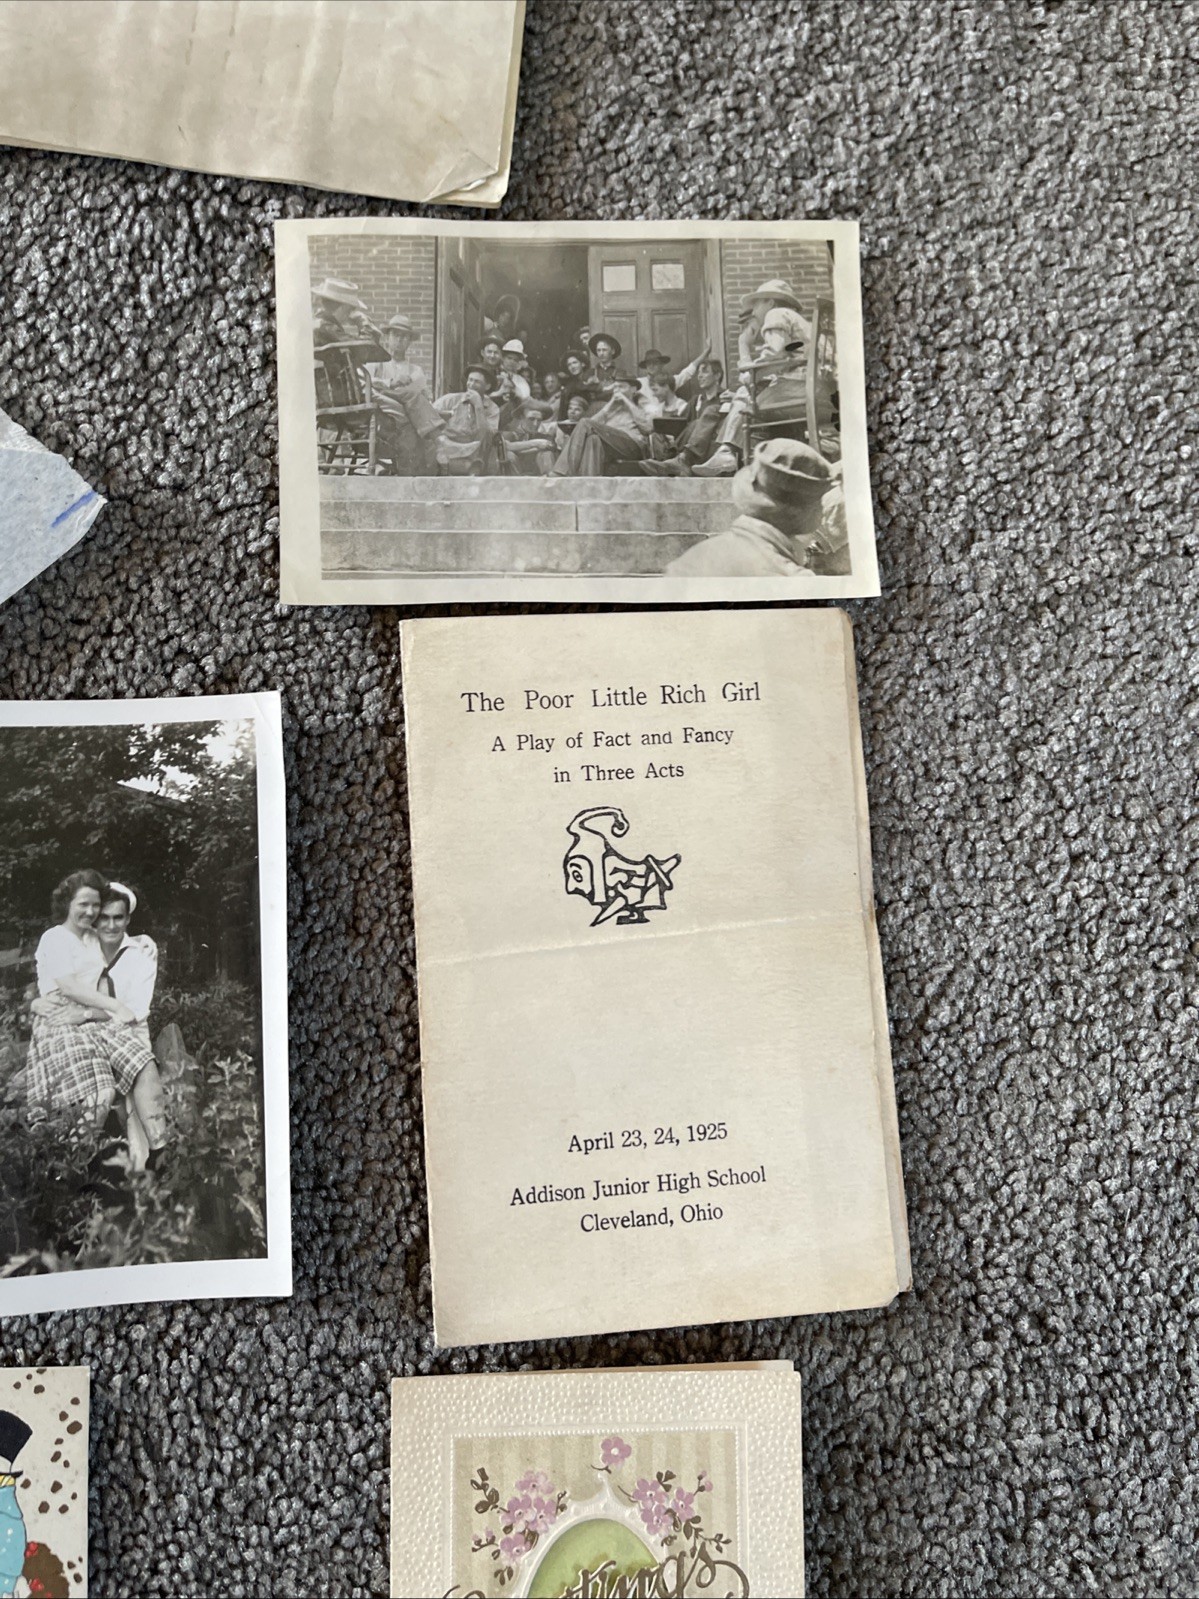 The Poor Little Rich Girl
A Play of Fact and Fancy
in Three Acts
April 23, 24, 1925
Addison Junior High School
Cleveland, Ohio